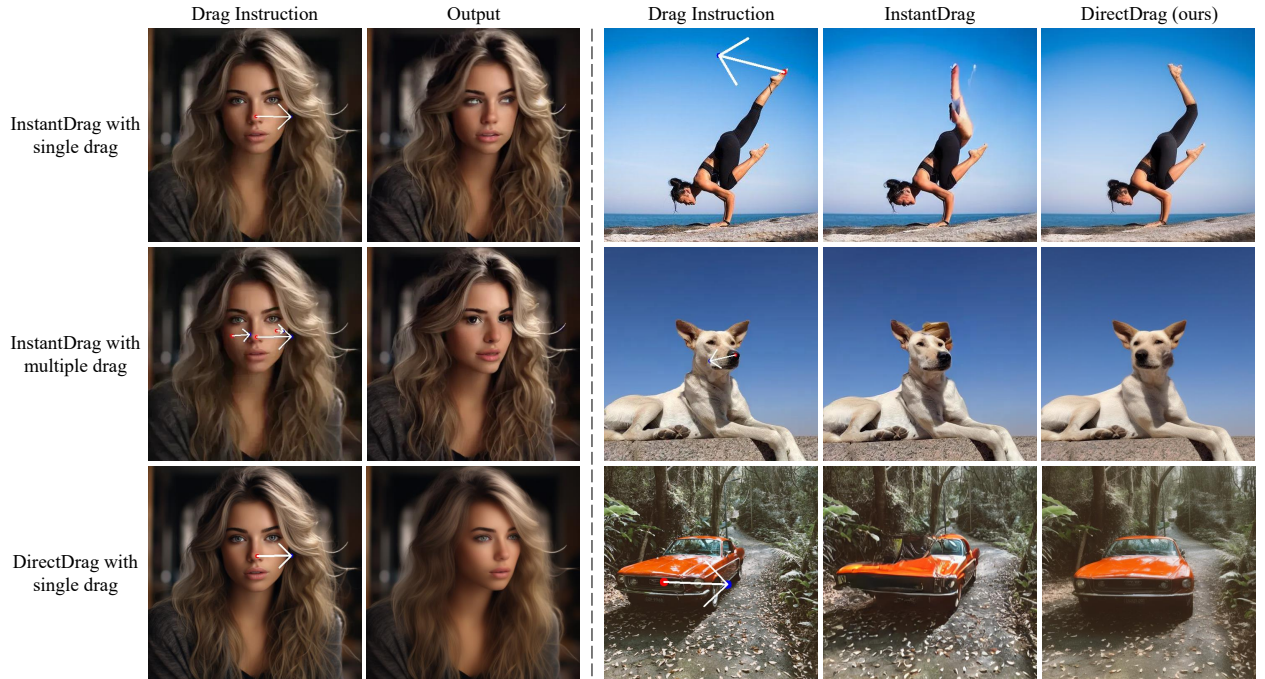 Drag Instruction
Output
Drag Instruction
InstantDrag
DirectDrag (ours)
InstantDrag with
single drag
InstantDrag with
multiple drag
DirectDrag with
single drag